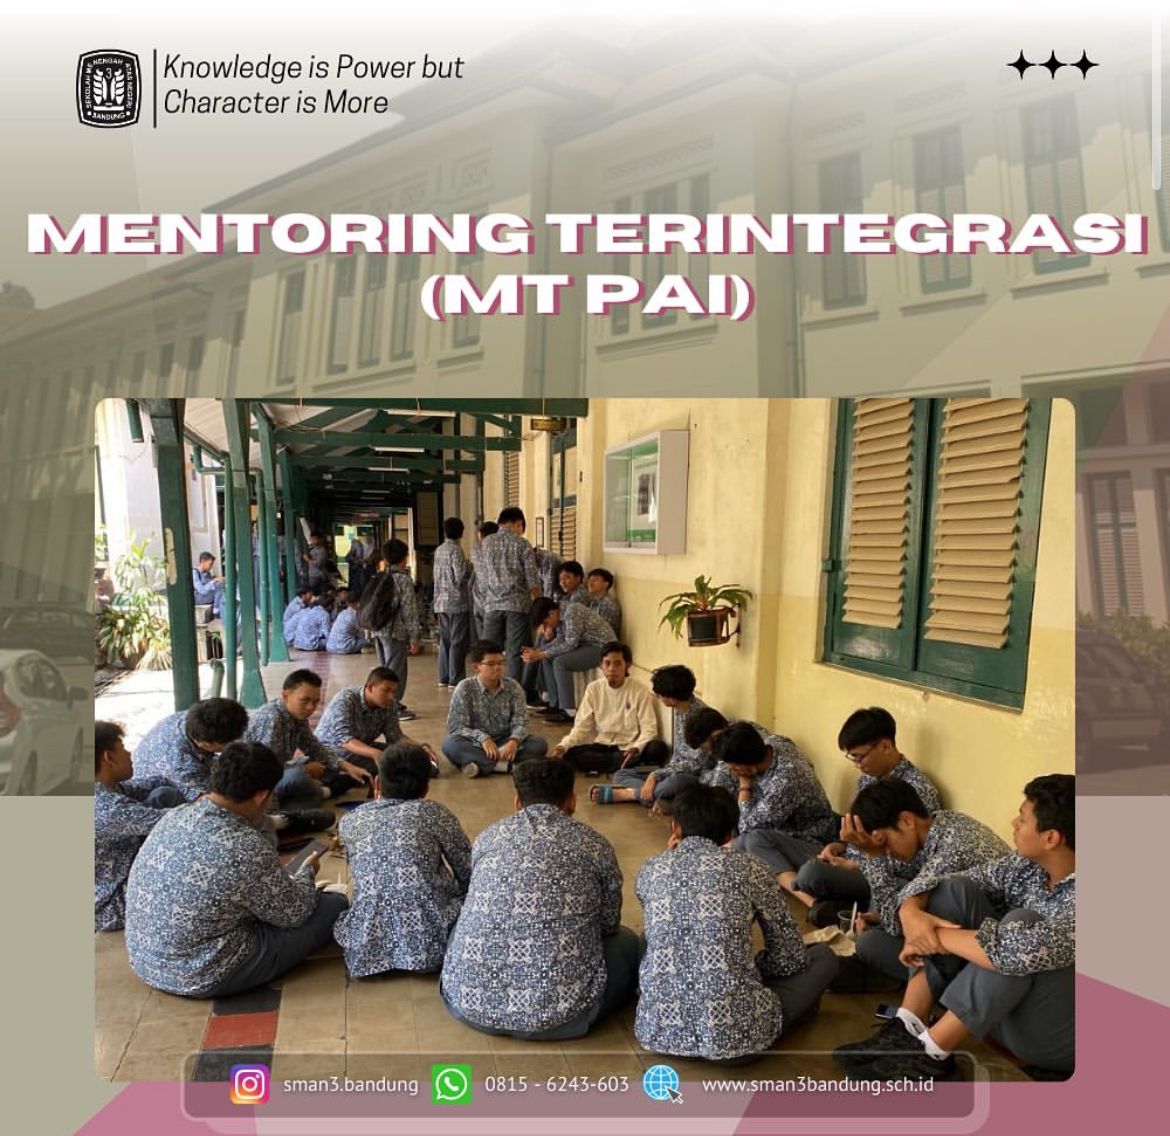 Knowledge is Power but
Character is More
SEKOLAH MENENGAH ATAS NEGERI
3
BANDUNG
MENTORING TERINTEGRASI
(MT PAI)
sman3.bandung
0815 - 6243-603
www.sman3bandung.sch.id